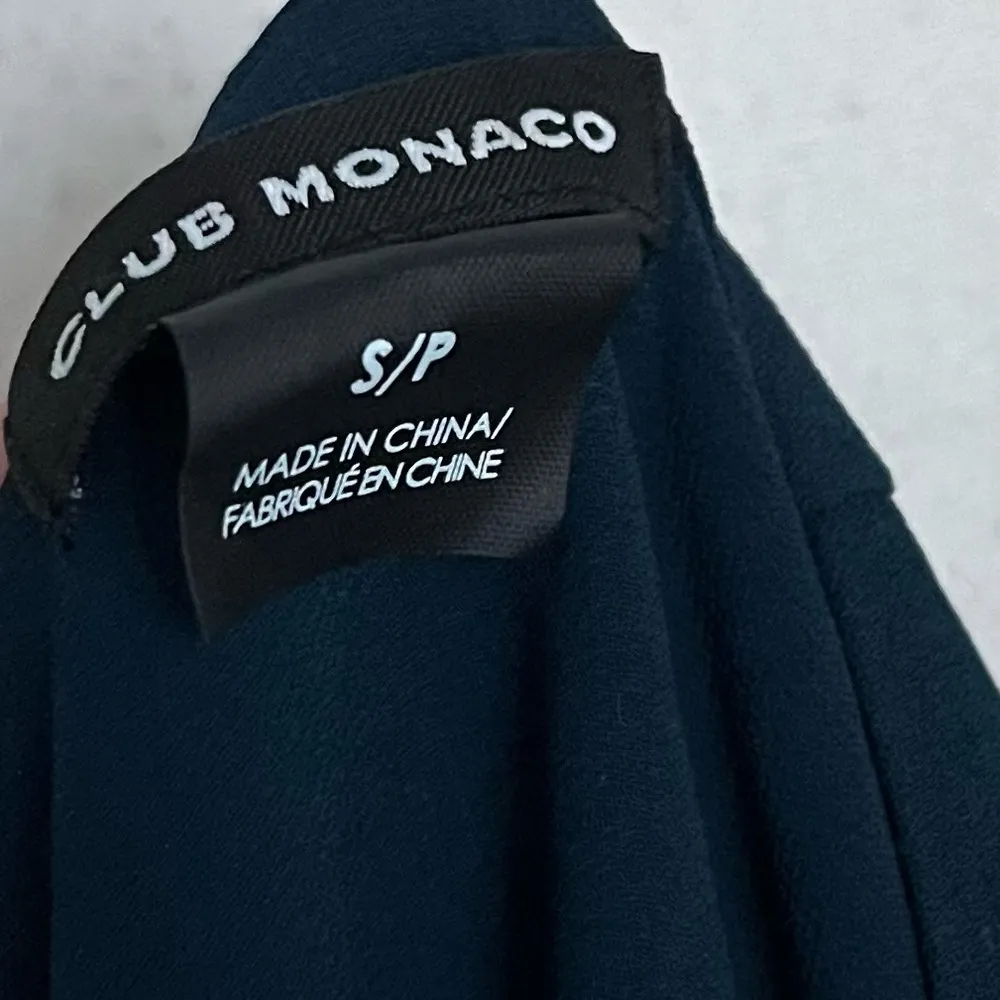 CLUB MONACO
S/P
MADE IN CHINA/
FABRIQUÉ EN CHINE